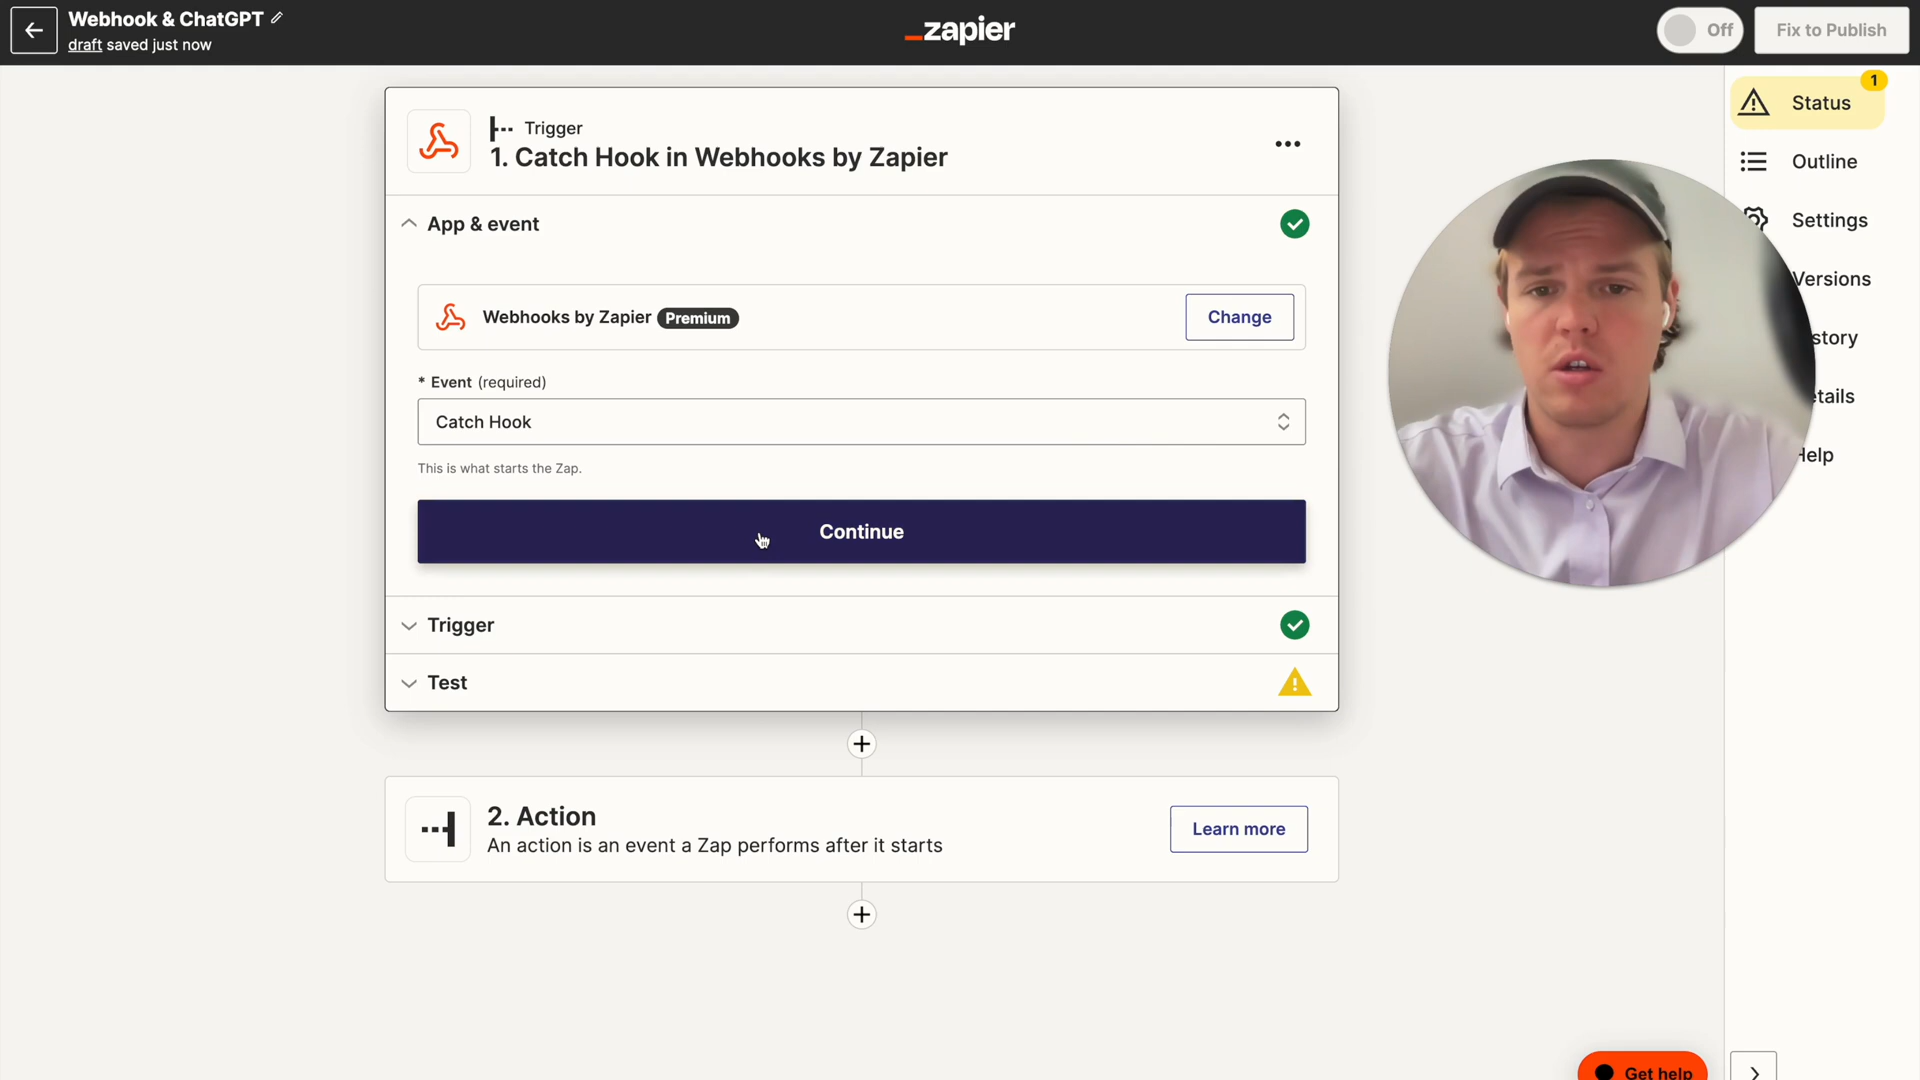 Webhook & ChatGPT
draft saved just now
zapier
Off
Fix to Publish
1
Status
Outline
Settings
Versions
story
tails
Help
Trigger
1. Catch Hook in Webhooks by Zapier
App & event
Webhooks by Zapier Premium
Change
* Event (required)
Catch Hook
This is what starts the Zap.
Continue
Trigger
Test
2. Action
An action is an event a Zap performs after it starts
Learn more
Get help